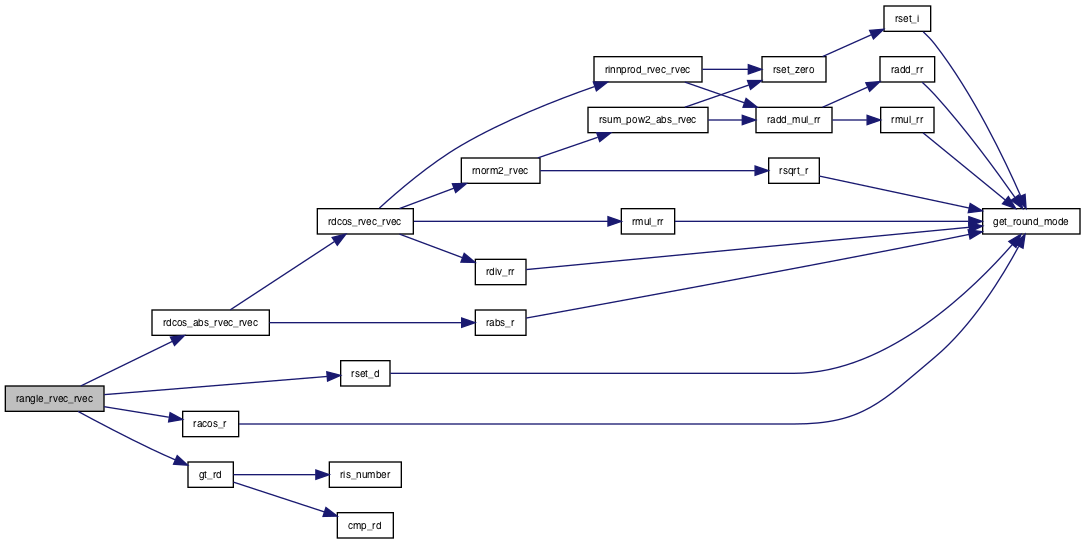 rset_i
rinnprod_rvec_rvec
rset_zero
radd_rr
rsum_pow2_abs_rvec
radd_mul_rr
rmul_rr
rnorm2_rvec
rsqrt_r
rdcos_rvec_rvec
rmul_rr
get_round_mode
rdiv_rr
rdcos_abs_rvec_rvec
rabs_r
rset_d
rangle_rvec_rvec
racos_r
gt_rd
ris_number
cmp_rd